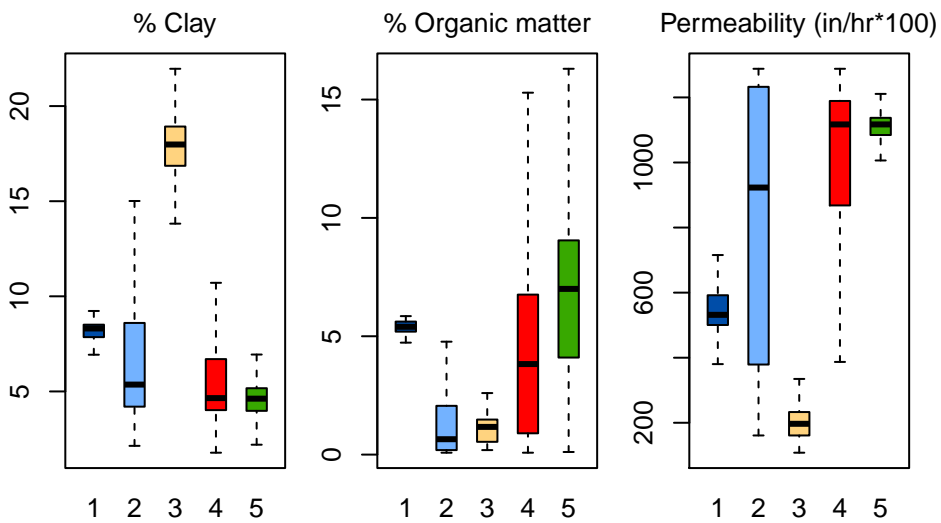 % Clay
% Organic matter
Permeability (in/hr*100)
5 10 15 20
0 5 10 15
200 600 1000
1 2 3 4 5
1 2 3 4 5
1 2 3 4 5